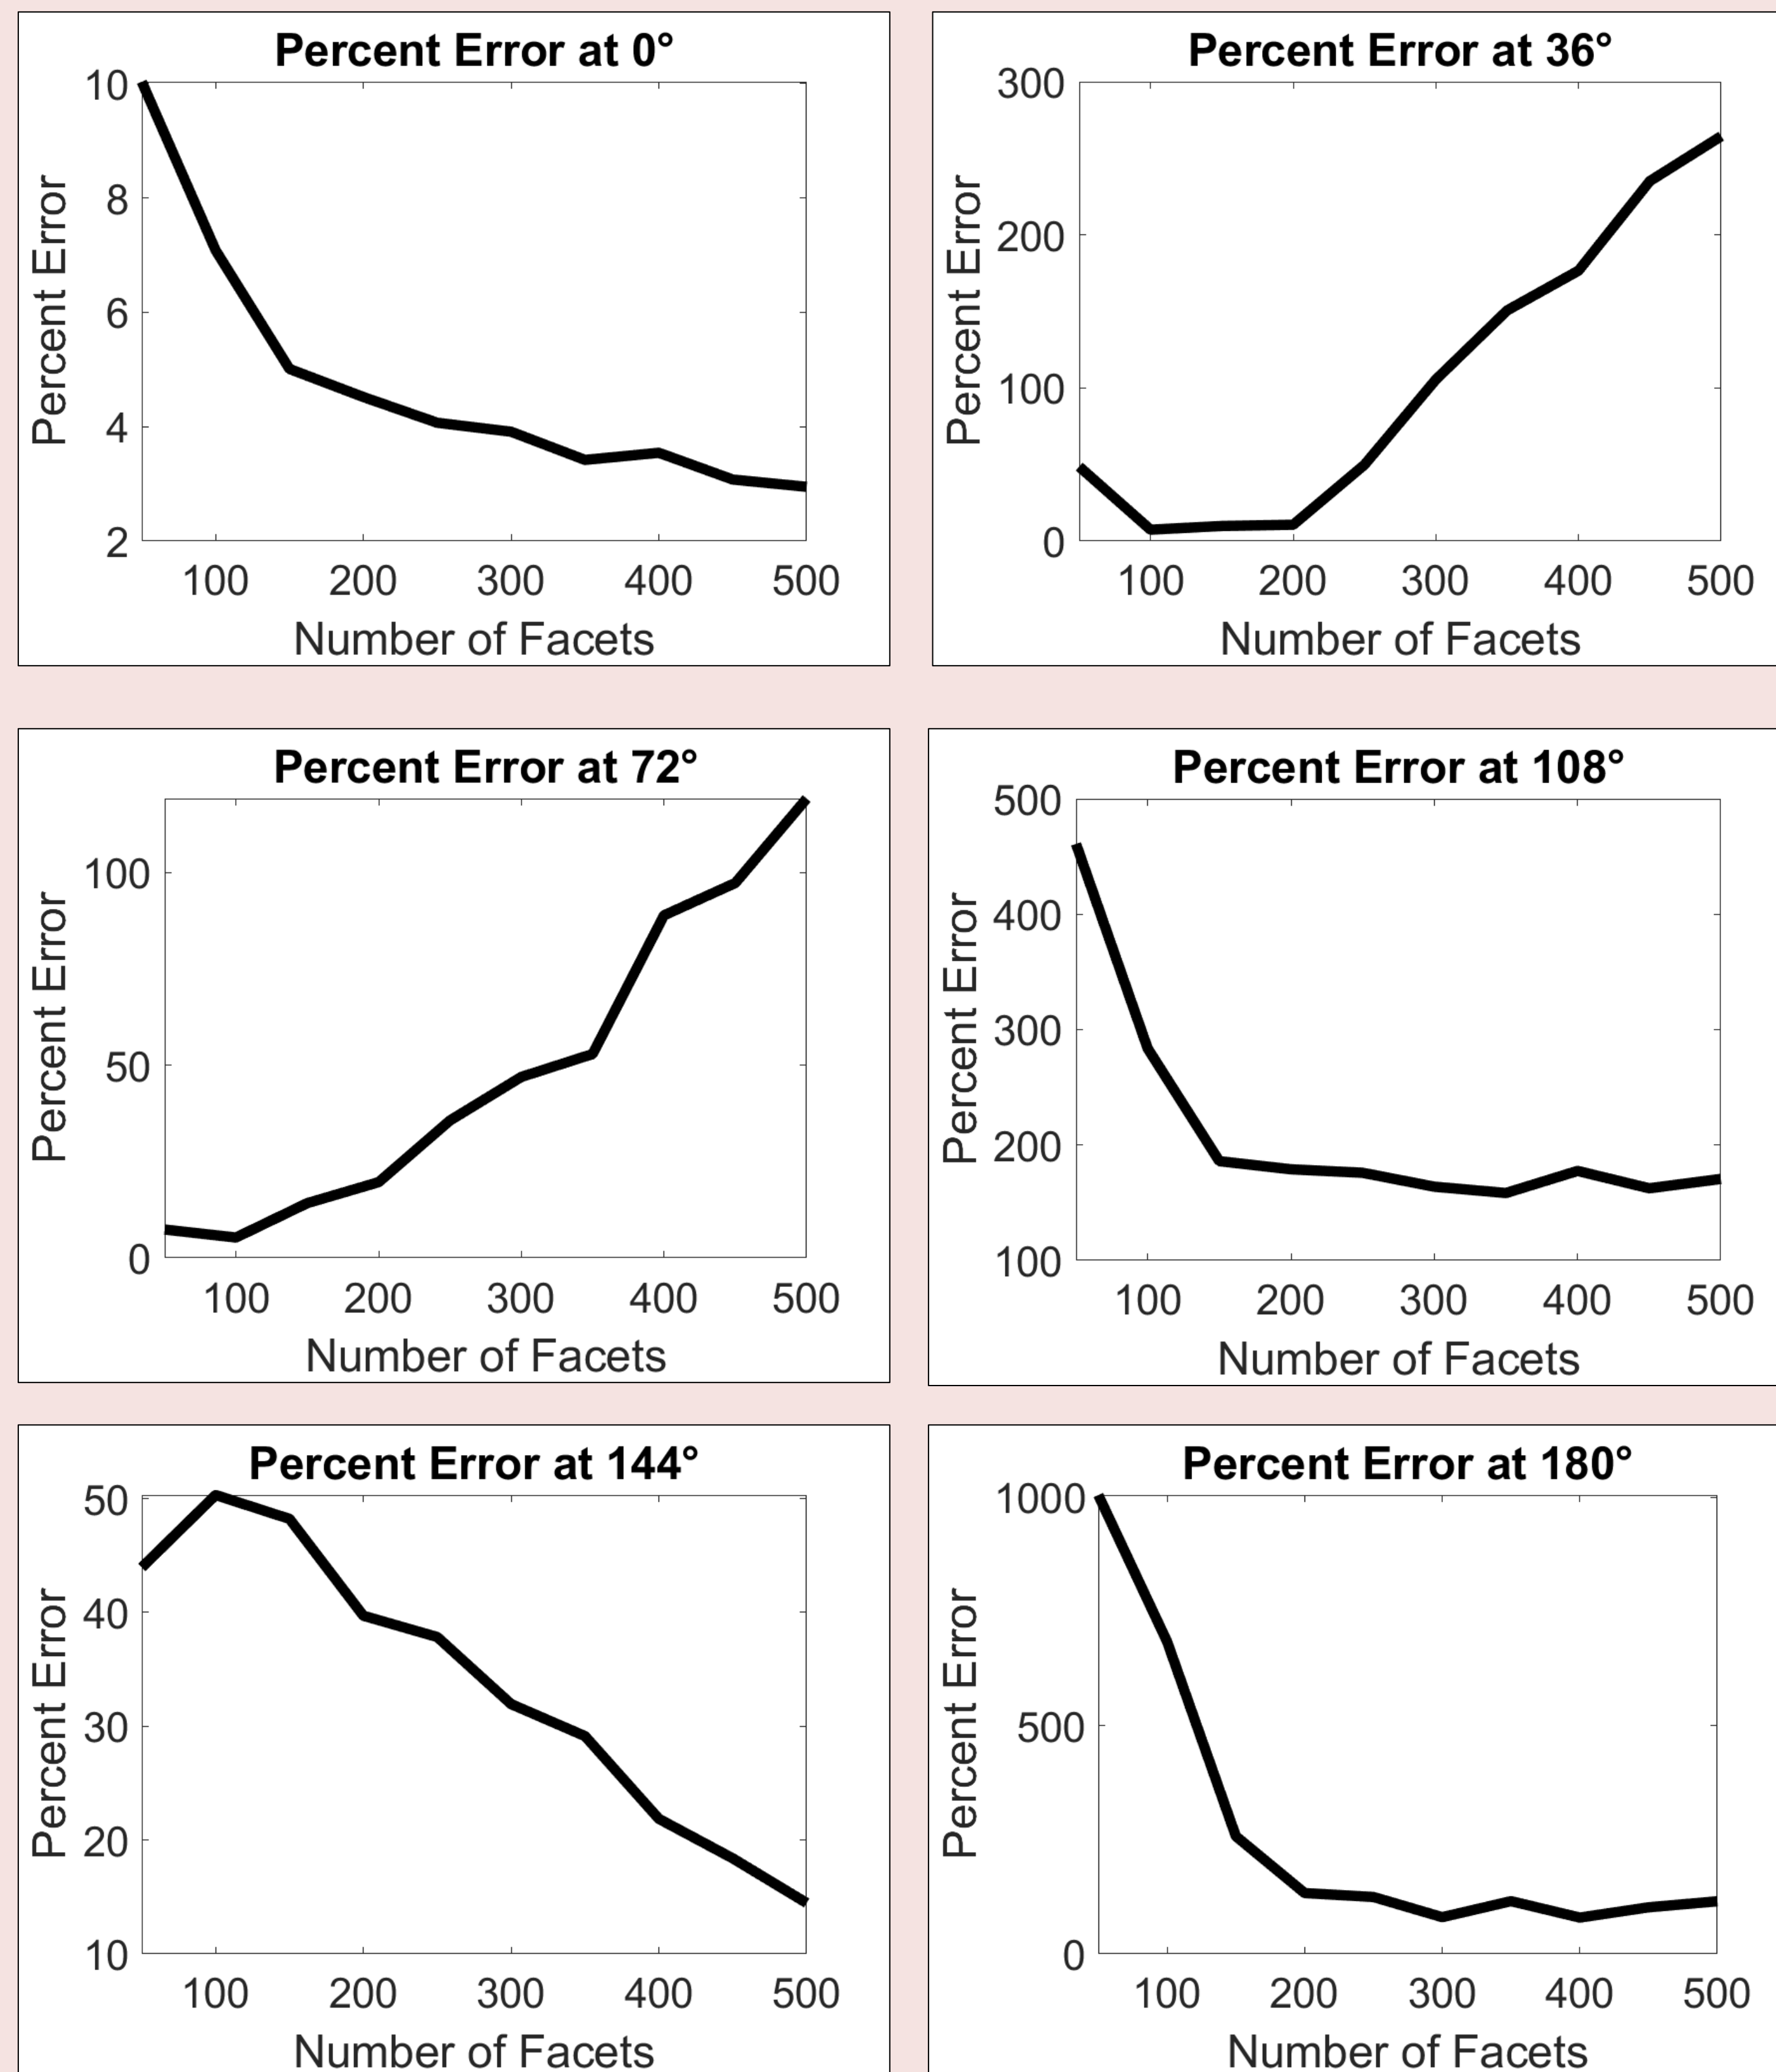 Percent Error at 0°
10
8
6
4
2
Percent Error
100 200 300 400 500
Number of Facets
Percent Error at 36°
300
200
100
0
Percent Error
100 200 300 400 500
Number of Facets
Percent Error at 72°
100
50
0
Percent Error
100 200 300 400 500
Number of Facets
Percent Error at 108°
500
400
300
200
100
Percent Error
100 200 300 400 500
Number of Facets
Percent Error at 144°
50
40
30
20
10
Percent Error
100 200 300 400 500
Number of Facets
Percent Error at 180°
1000
500
0
Percent Error
100 200 300 400 500
Number of Facets